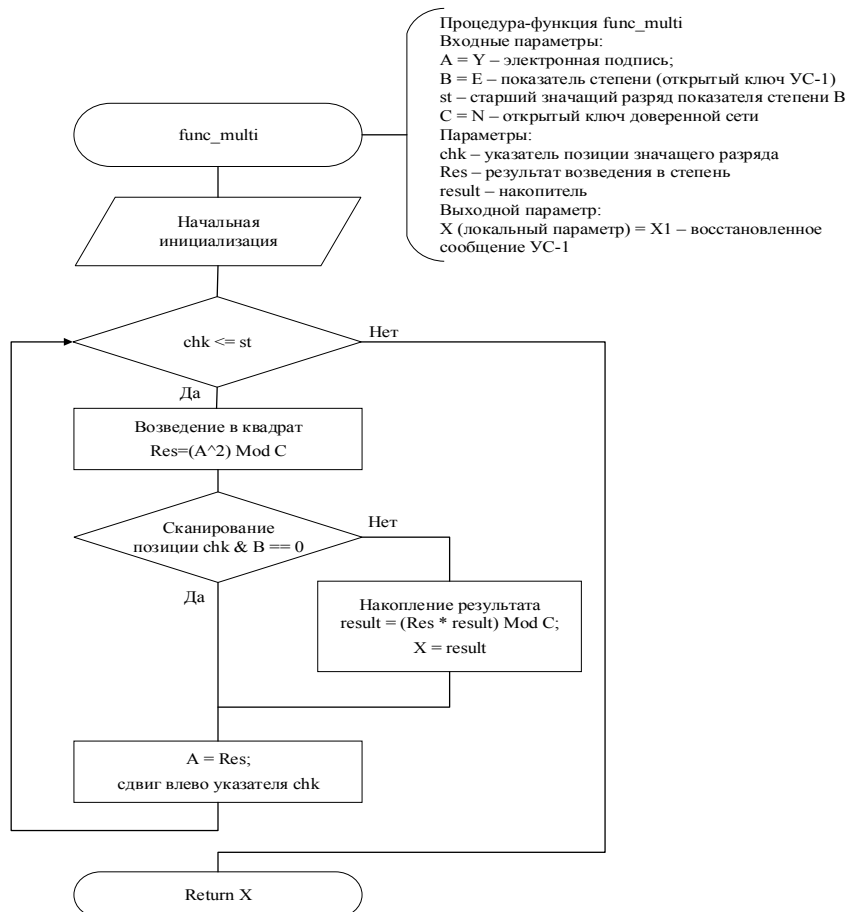 Процедура-функция func_multi
Входные параметры:
A = Y – электронная подпись;
B = E – показатель степени (открытый ключ УС-1)
st – старший значащий разряд показателя степени B
C = N – открытый ключ доверенной сети
Параметры:
chk – указатель позиции значащего разряда
Res – результат возведения в степень
result – накопитель
Выходной параметр:
X (локальный параметр) = X1 – восстановленное
сообщение УС-1
func_multi
Начальная
инициализация
chk <= st
Нет
Да
Возведение в квадрат
Res=(A^2) Mod C
Сканирование
позиции chk & B == 0
Нет
Да
Накопление результата
result = (Res * result) Mod C;
X = result
A = Res;
сдвиг влево указателя chk
Return X